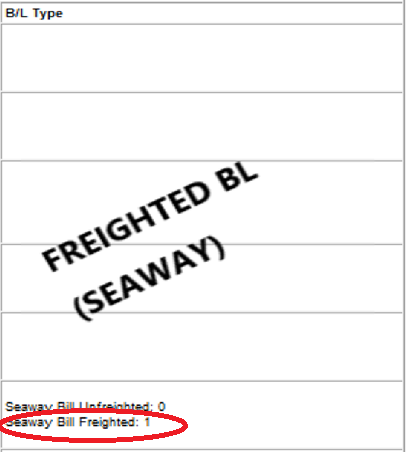 B/L Type
FREIGHTED BL
(SEAWAY)
Seaway Bill Unfreighted: 0
Seaway Bill Freighted: 1